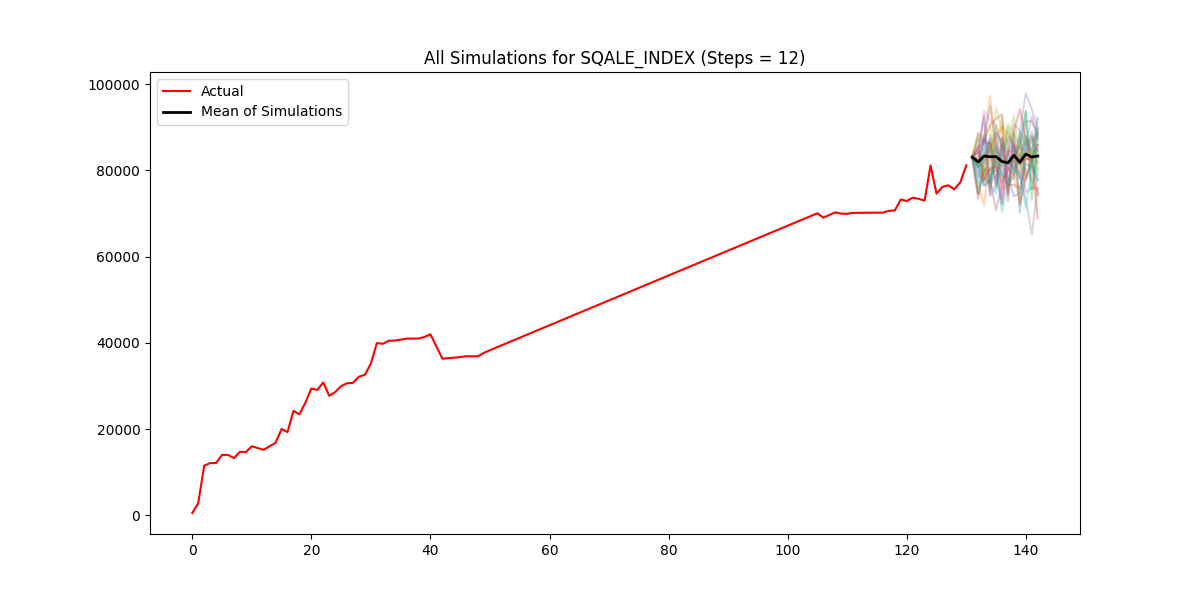 All Simulations for SQALE_INDEX (Steps = 12)
Actual
Mean of Simulations
100000
80000
60000
40000
20000
0
0 20 40 60 80 100 120 140